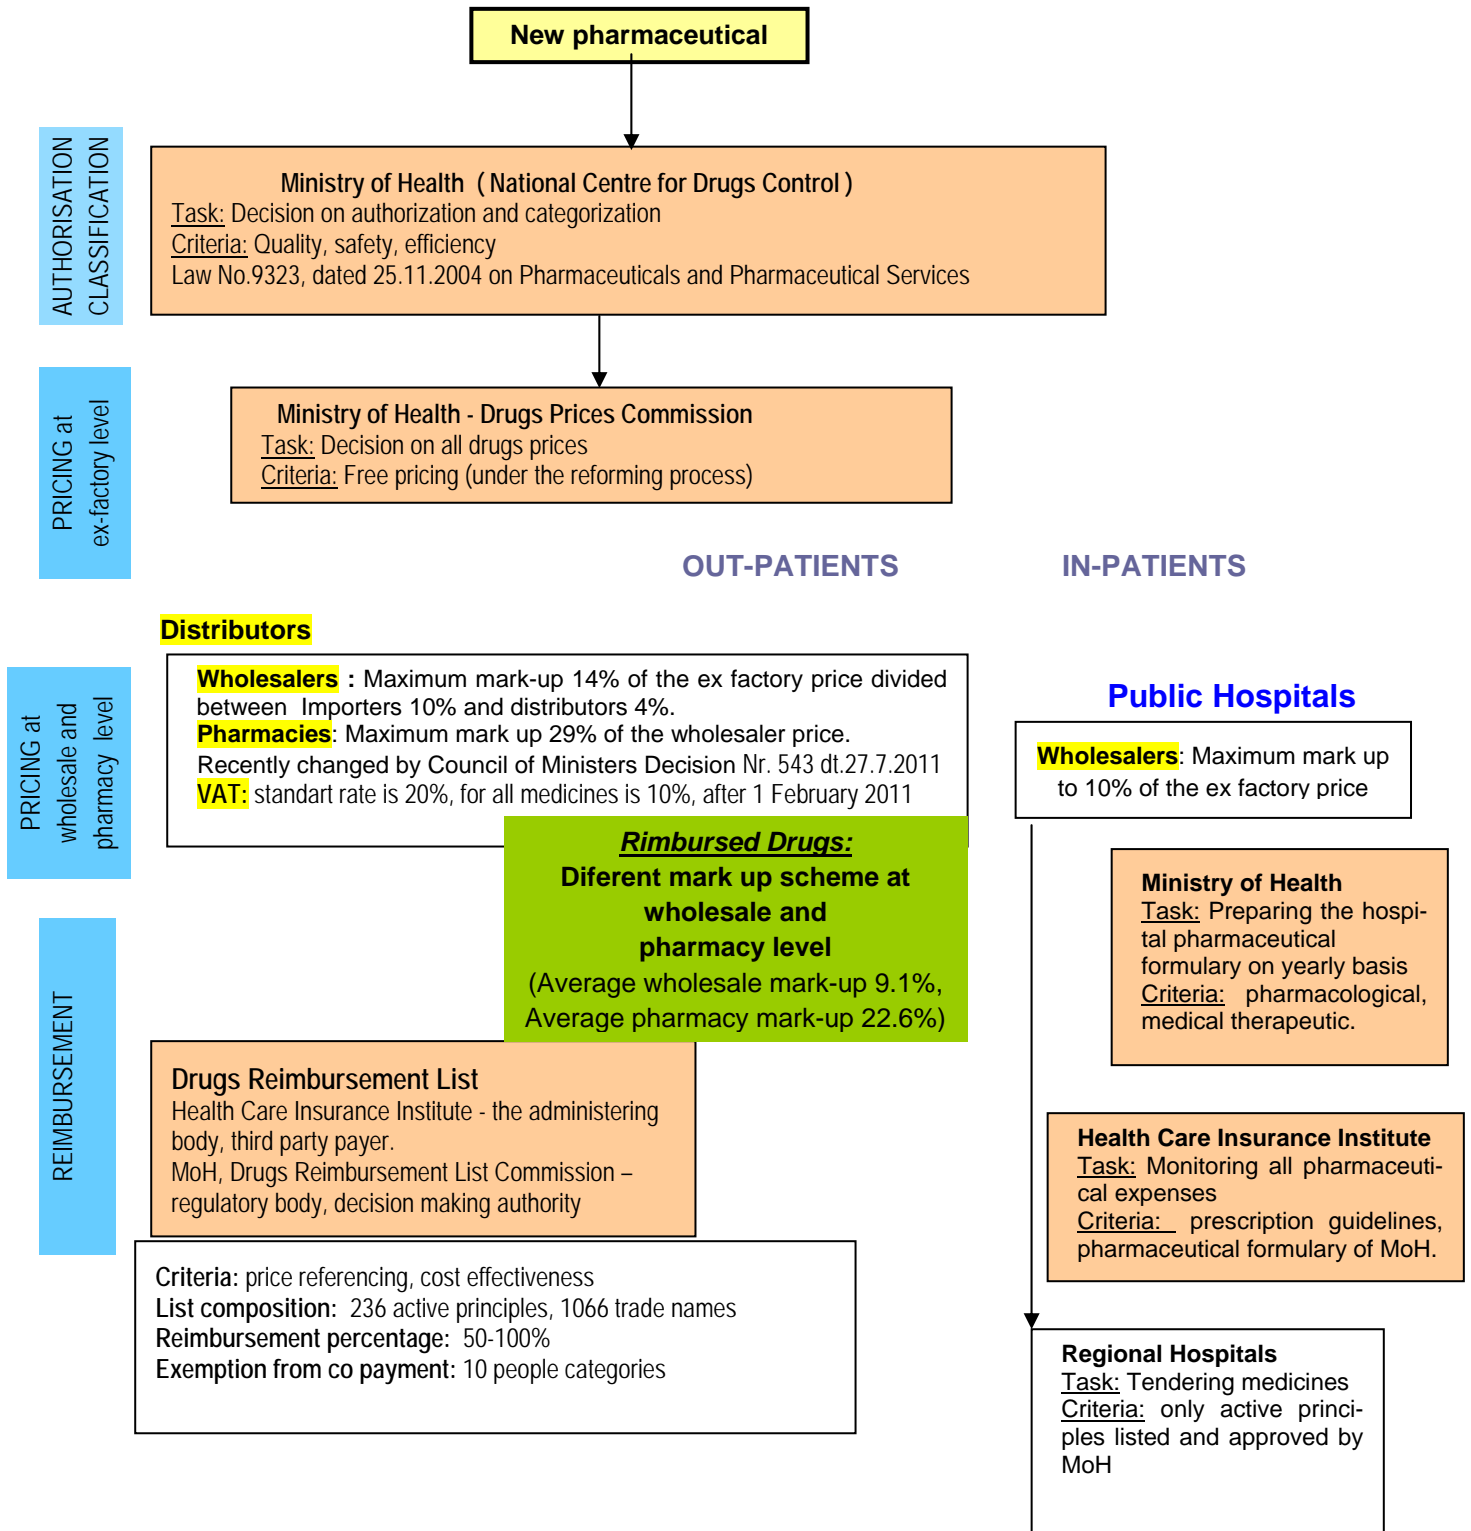 New pharmaceutical
AUTHORISATION
CLASSIFICATION
Ministry of Health ( National Centre for Drugs Control )
Task: Decision on authorization and categorization
Criteria: Quality, safety, efficiency
Law No.9323, dated 25.11.2004 on Pharmaceuticals and Pharmaceutical Services
PRICING at
ex-factory level
Ministry of Health - Drugs Prices Commission
Task: Decision on all drugs prices
Criteria: Free pricing (under the reforming process)
OUT-PATIENTS
IN-PATIENTS
Distributors
PRICING at
wholesale and
pharmacy level
Wholesalers : Maximum mark-up 14% of the ex factory price divided
between Importers 10% and distributors 4%.
Pharmacies: Maximum mark up 29% of the wholesaler price.
Recently changed by Council of Ministers Decision Nr. 543 dt.27.7.2011
VAT: standart rate is 20%, for all medicines is 10%, after 1 February 2011
Rimbursed Drugs:
Diferent mark up scheme at
wholesale and
pharmacy level
(Average wholesale mark-up 9.1%,
Average pharmacy mark-up 22.6%)
Public Hospitals
Wholesalers: Maximum mark up
to 10% of the ex factory price
Ministry of Health
Task: Preparing the hospi-
tal pharmaceutical
formulary on yearly basis
Criteria: pharmacological,
medical therapeutic.
REIMBURSEMENT
Drugs Reimbursement List
Health Care Insurance Institute - the administering
body, third party payer.
MoH, Drugs Reimbursement List Commission –
regulatory body, decision making authority
Criteria: price referencing, cost effectiveness
List composition: 236 active principles, 1066 trade names
Reimbursement percentage: 50-100%
Exemption from co payment: 10 people categories
Health Care Insurance Institute
Task: Monitoring all pharmaceuti-
cal expenses
Criteria: prescription guidelines,
pharmaceutical formulary of MoH.
Regional Hospitals
Task: Tendering medicines
Criteria: only active princi-
ples listed and approved by
MoH